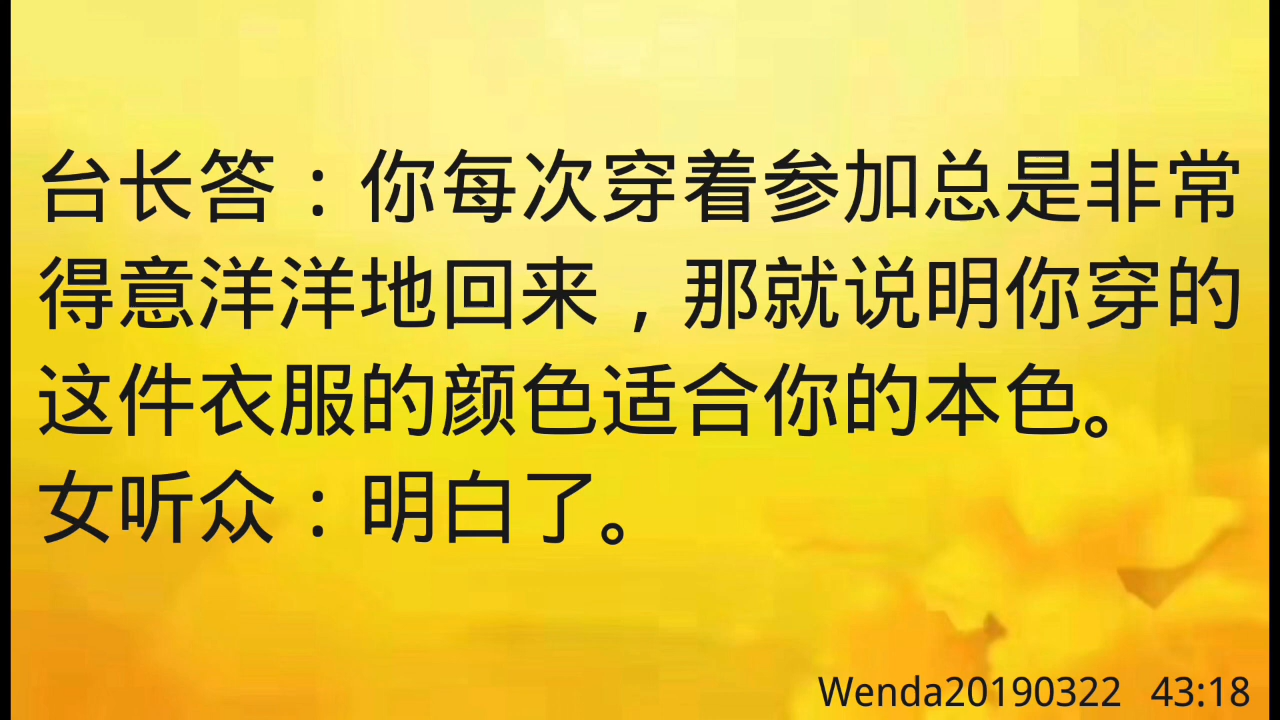 台长答：你每次穿着参加总是非常
得意洋洋地回来，那就说明你穿的
这件衣服的颜色适合你的本色。
女听众：明白了。
Wenda20190322 43:18